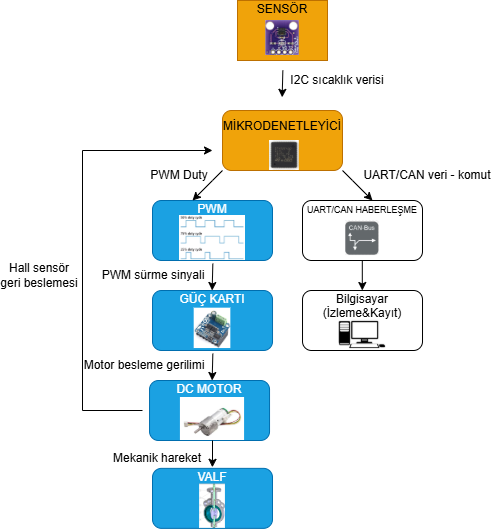 SENSÖR
I2C sıcaklık verisi
MİKRODENETLEYİCİ
PWM Duty
UART/CAN veri - komut
PWM
UART/CAN HABERLEŞME
CAN-Bus
PWM sürme sinyali
Hall sensör
geri beslemesi
GÜÇ KARTI
Bilgisayar
(İzleme&Kayıt)
Motor besleme gerilimi
DC MOTOR
Mekanik hareket
VALF